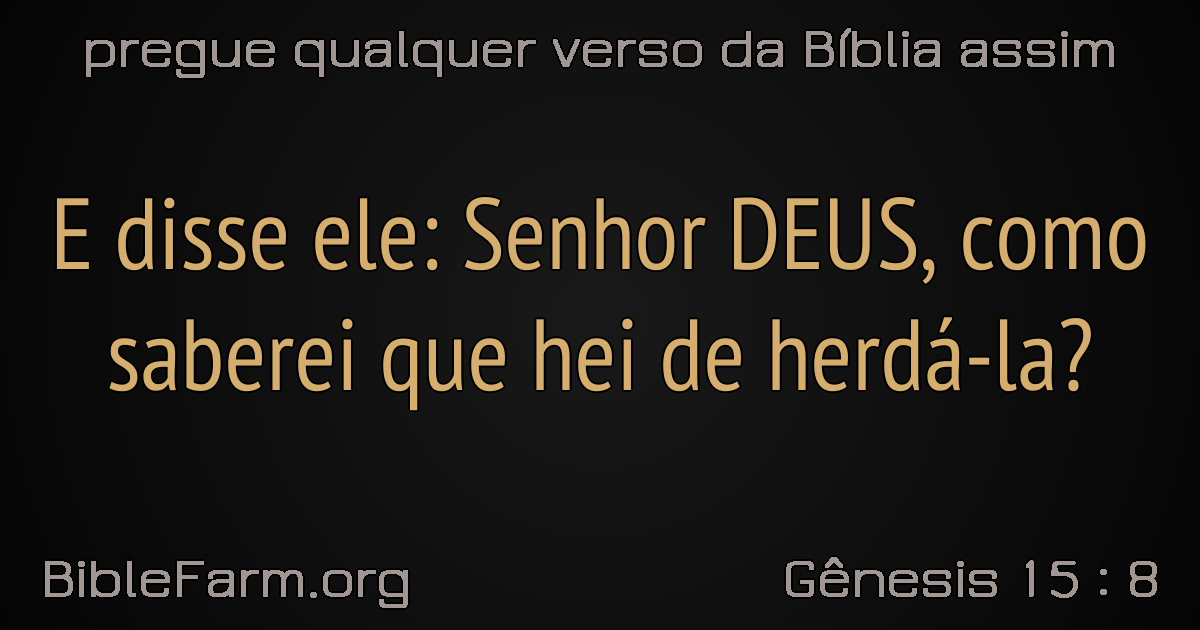 pregue qualquer verso da Bíblia assim
E disse ele: Senhor DEUS, como
saberei que hei de herdá-la?
BibleFarm.org
Gênesis 15 : 8